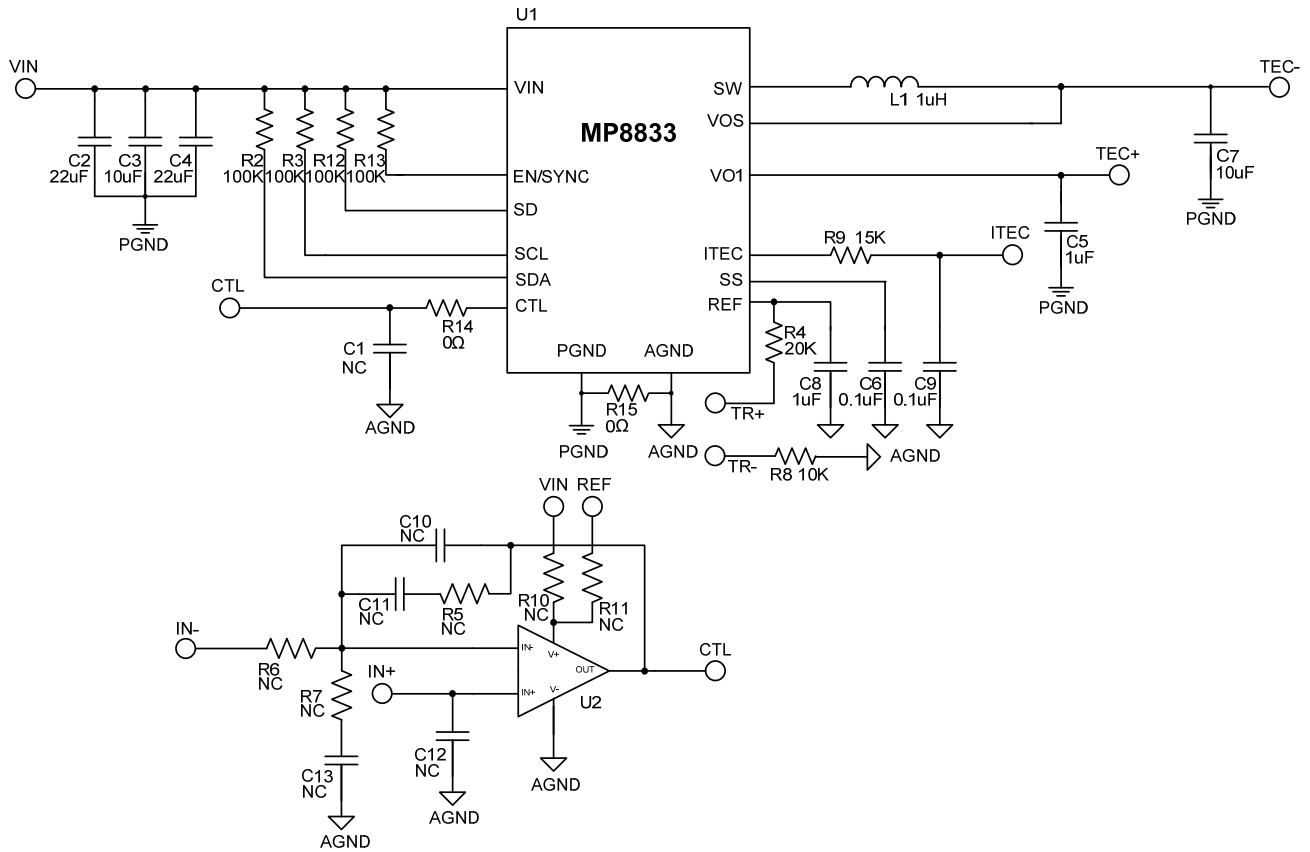 U1
VIN
TEC-
VIN
SW
L1 1uH
VOS
MP8833
C2
22uF
C3
10uF
C4
22uF
R2
100K
R3
100K
R12
100K
R13
100K
C7
10uF
TEC+
EN/SYNC
VO1
SD
PGND
PGND
C5
1uF
R9 15K
ITEC
SCL
ITEC
SDA
SS
CTL
CTL
REF
PGND
R14
0Ω
C1
NC
R4
20K
PGND
AGND
C8
1uF
C6
0.1uF
C9
0.1uF
R15
0Ω
TR+
AGND
PGND
AGND
TR-
R8 10K
AGND
VIN
REF
C10
NC
C11
NC
R5
NC
R10
NC
R11
NC
IN-
IN-
V+
OUT
CTL
R6
NC
IN+
R7
NC
IN+
V-
U2
C12
NC
C13
NC
AGND
AGND
AGND